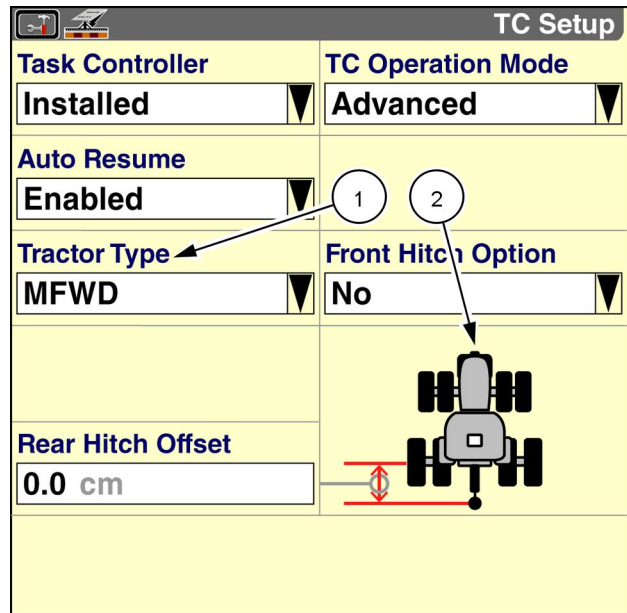 TC Setup
Task Controller
TC Operation Mode
Installed
Advanced
Auto Resume
Enabled
1
2
Tractor Type
Front Hitch Option
MFWD
No
Rear Hitch Offset
0.0 cm